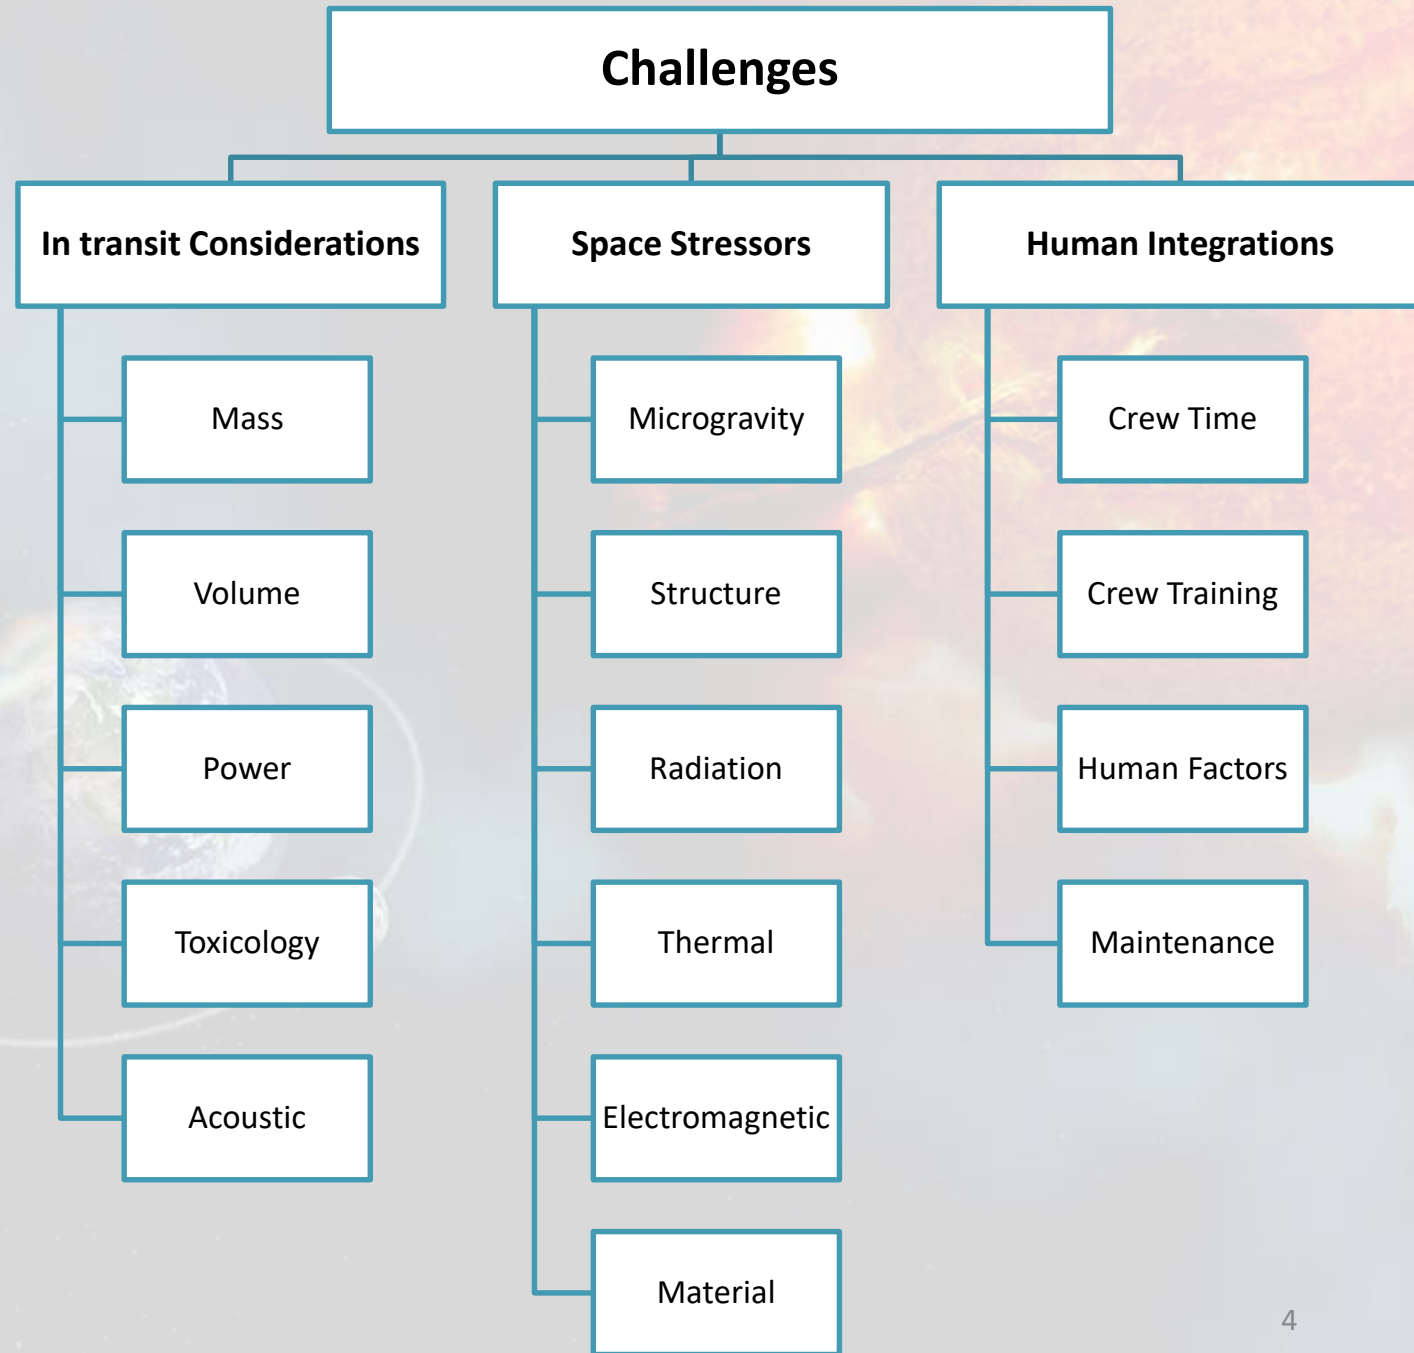 Challenges
In transit Considerations
Mass
Volume
Power
Toxicology
Acoustic
Space Stressors
Microgravity
Structure
Radiation
Thermal
Electromagnetic
Material
Human Integrations
Crew Time
Crew Training
Human Factors
Maintenance
4